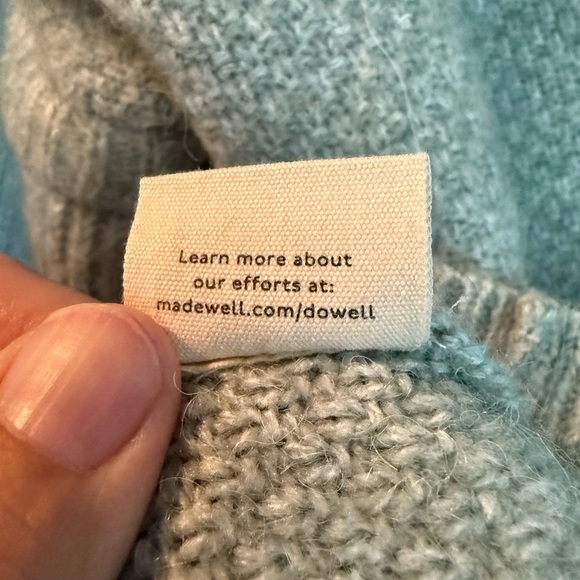 Learn more about
our efforts at:
madewell.com/dowell